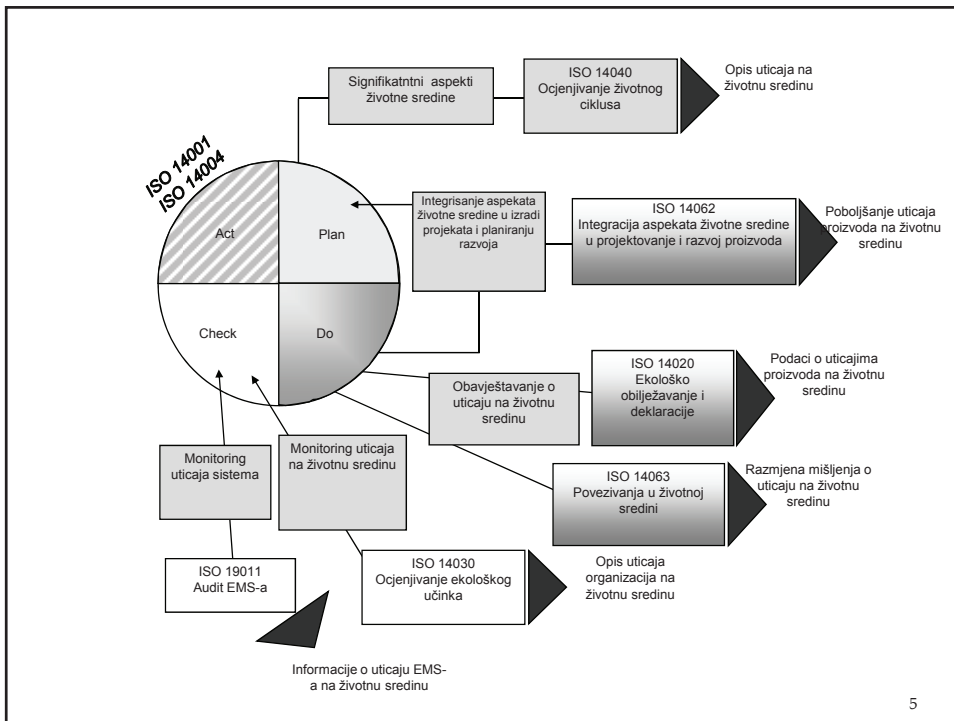 Signifikatntni aspekti
životne sredine
ISO 14040
Ocjenjivanje životnog
ciklusa
Opis uticaja na
životnu sredinu
ISO 14001
ISO 14004
Act
Plan
Check
Do
Integrisanje aspekata
životne sredine u izradi
projekata i planiranju
razvoja
ISO 14062
Integracija aspekata životne sredine
u projektovanje i razvoj proizvoda
Poboljšanje uticaja
proizvoda na životnu
sredinu
Obavještavanje o
uticaju na životnu
sredinu
ISO 14020
Ekološko
obilježavanje i
deklaracije
Podaci o uticajima
proizvoda na životnu
sredinu
Monitoring
uticaja sistema
Monitoring uticaja
na životnu sredinu
ISO 14063
Povezivanja u životnoj
sredini
Razmjena mišljenja o
uticaju na životnu
sredinu
ISO 19011
Audit EMS-a
ISO 14030
Ocjenjivanje ekološkog
učinka
Opis uticaja
organizacija na
životnu sredinu
Informacije o uticaju EMS-
a na životnu sredinu
5